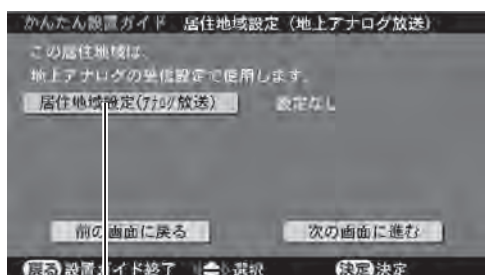 かんたん設置ガイド 居住地域設定（地上アナログ放送）
この居住地域は、
地上アナログの受信設定で使用します。
居住地域設定(ｱﾅﾛｸﾞ放送) 設定なし
前の画面に戻る 次の画面に進む
戻る 設置ガイド終了 選択 決定 決定